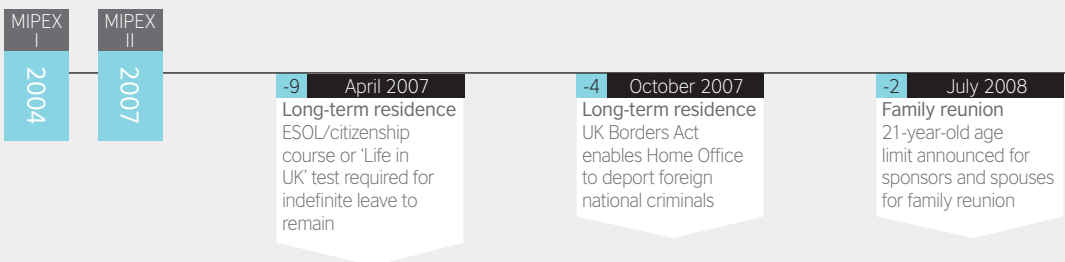 MIPEX
I
2004
MIPEX
II
2007
-9 April 2007
Long-term residence
ESOL/citizenship
course or ‘Life in
UK’ test required for
indefinite leave to
remain
-4 October 2007
Long-term residence
UK Borders Act
enables Home Office
to deport foreign
national criminals
-2 July 2008
Family reunion
21-year-old age
limit announced for
sponsors and spouses
for family reunion